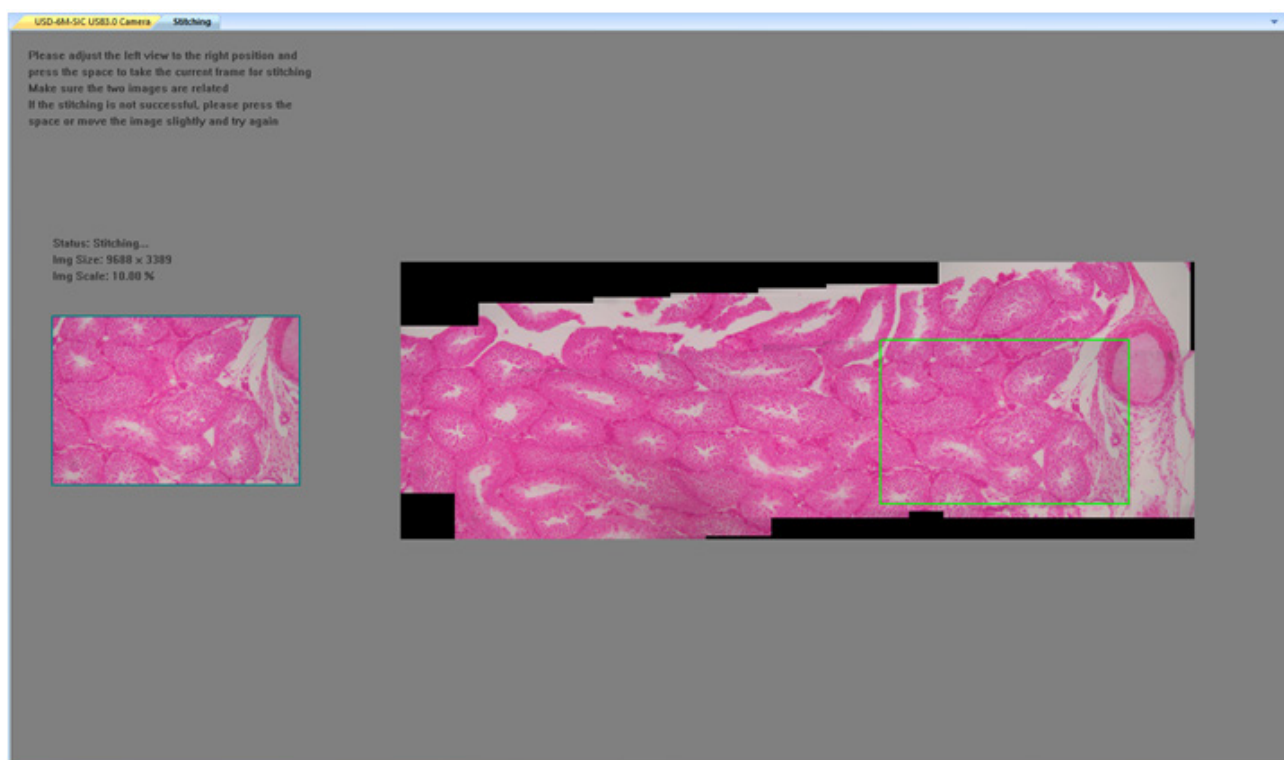 USD-6M-SIC USB3.0 Camera
Stitching
Please adjust the left view to the right position and
press the space to take the current frame for stitching
Make sure the two images are related
If the stitching is not successful, please press the
space or move the image slightly and try again
Status: Stitching...
Img Size: 9688 x 3389
Img Scale: 10.00 %